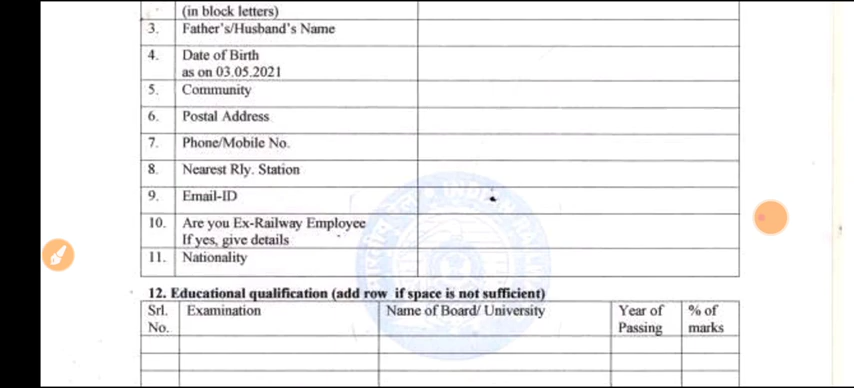 (in block letters)
3. Father's/Husband's Name
4. Date of Birth
as on 03.05.2021
5. Community
6. Postal Address
7. Phone/Mobile No.
8. Nearest Rly. Station
9. Email-ID
10. Are you Ex-Railway Employee
If yes, give details
11. Nationality
12. Educational qualification (add row if space is not sufficient)
Srl. Examination Name of Board/ University Year of % of
No. Passing marks